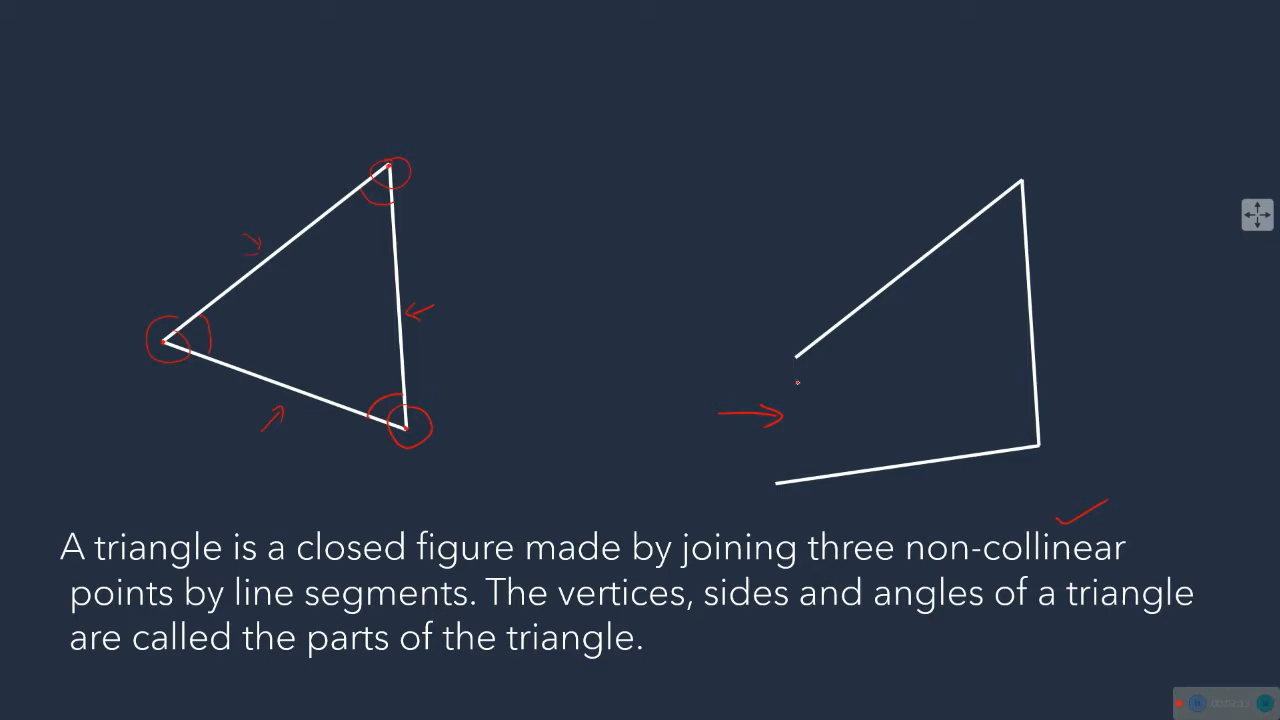 A triangle is a closed figure made by joining three non-collinear
points by line segments. The vertices, sides and angles of a triangle
are called the parts of the triangle.